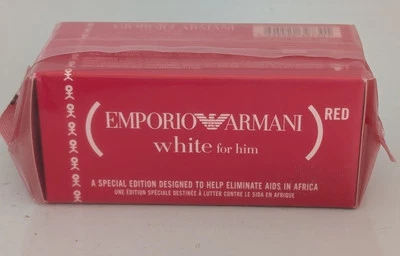 (EMPORIO ARMANI) RED
white for him
A SPECIAL EDITION DESIGNED TO HELP ELIMINATE AIDS IN AFRICA
UNE ÉDITION SPÉCIALE DESTINÉE À LUTTER CONTRE LE SIDA EN AFRIQUE